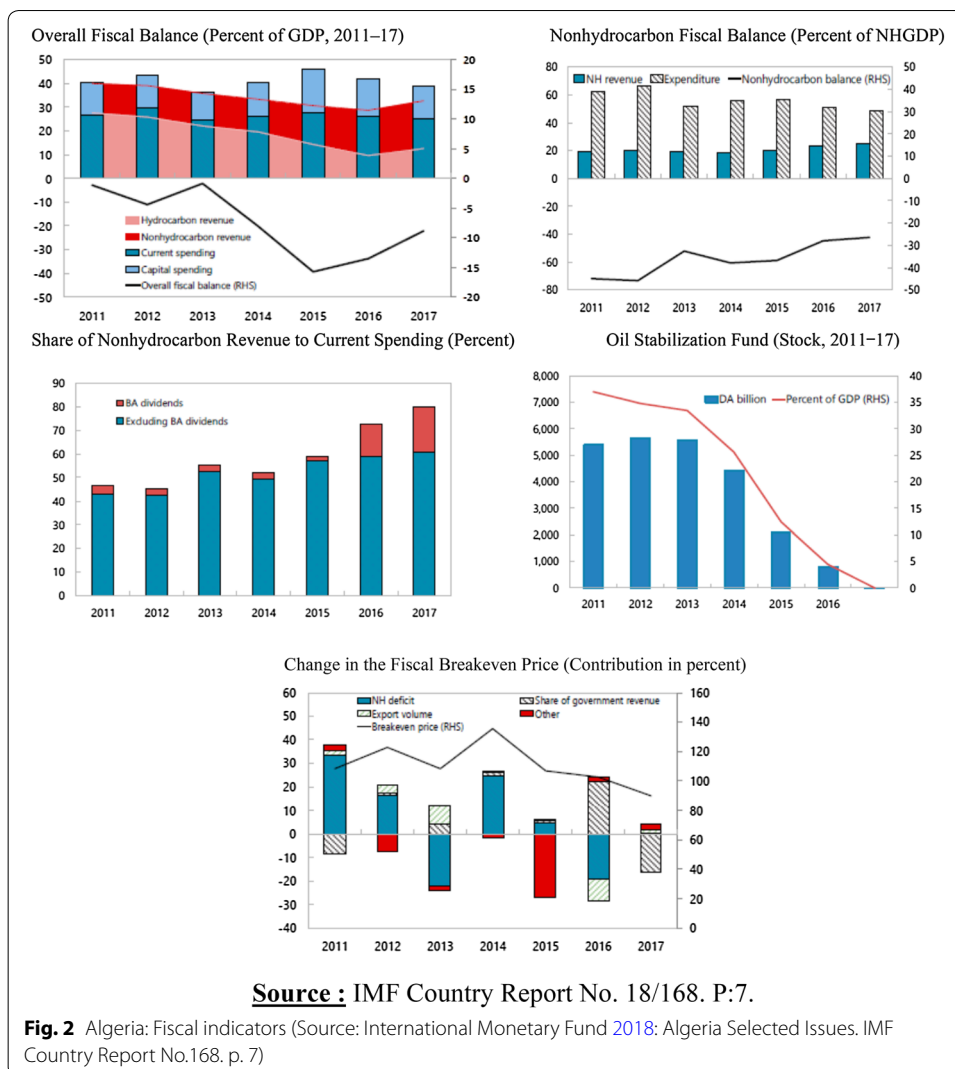 Overall Fiscal Balance (Percent of GDP, 2011–17)
50 40 30 20 10 0 -10 -20 -30 -40 -50
20 15 10 5 0 -5 -10 -15 -20
Hydrocarbon revenue
Nonhydrocarbon revenue
Current spending
Capital spending
Overall fiscal balance (RHS)
2011 2012 2013 2014 2015 2016 2017
Nonhydrocarbon Fiscal Balance (Percent of NHGDP)
80 60 40 20 0 -20 -40 -60 -80
50 40 30 20 10 0 -10 -20 -30 -40 -50
NH revenue Expenditure Nonhydrocarbon balance (RHS)
2011 2012 2013 2014 2015 2016 2017
Share of Nonhydrocarbon Revenue to Current Spending (Percent)
90 80 70 60 50 40 30 20 10 0
BA dividends
Excluding BA dividends
2011 2012 2013 2014 2015 2016 2017
Oil Stabilization Fund (Stock, 2011−17)
8,000 7,000 6,000 5,000 4,000 3,000 2,000 1,000 0
40 35 30 25 20 15 10 5 0
DA billion Percent of GDP (RHS)
2011 2012 2013 2014 2015 2016
Change in the Fiscal Breakeven Price (Contribution in percent)
60 50 40 30 20 10 0 -10 -20 -30 -40
160 140 120 100 80 60 40 20 0
NH deficit Share of government revenue
Export volume Other
Breakeven price (RHS)
2011 2012 2013 2014 2015 2016 2017
Source : IMF Country Report No. 18/168. P:7.
Fig. 2 Algeria: Fiscal indicators (Source: International Monetary Fund 2018: Algeria Selected Issues. IMF
Country Report No.168. p. 7)